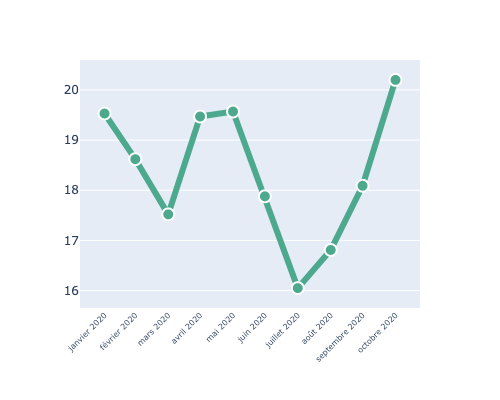 20
19
18
17
16
janvier 2020
février 2020
mars 2020
avril 2020
mai 2020
juin 2020
juillet 2020
août 2020
septembre 2020
octobre 2020